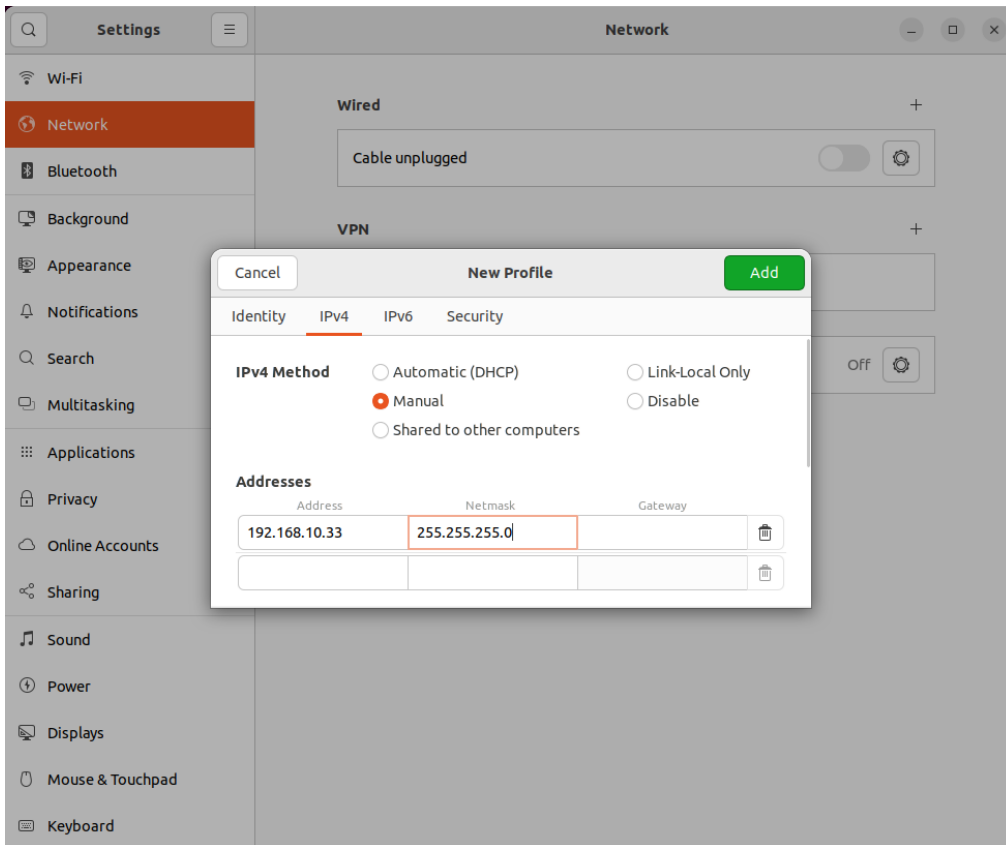 Settings
Network
Wi-Fi
Network
Bluetooth
Background
Appearance
Notifications
Search
Multitasking
Applications
Privacy
Online Accounts
Sharing
Sound
Power
Displays
Mouse & Touchpad
Keyboard
Wired
Cable unplugged
VPN
Off
Cancel
New Profile
Add
Identity IPv4 IPv6 Security
IPv4 Method
Automatic (DHCP) Link-Local Only
Manual Disable
Shared to other computers
Addresses
Address Netmask Gateway
192.168.10.33 255.255.255.0